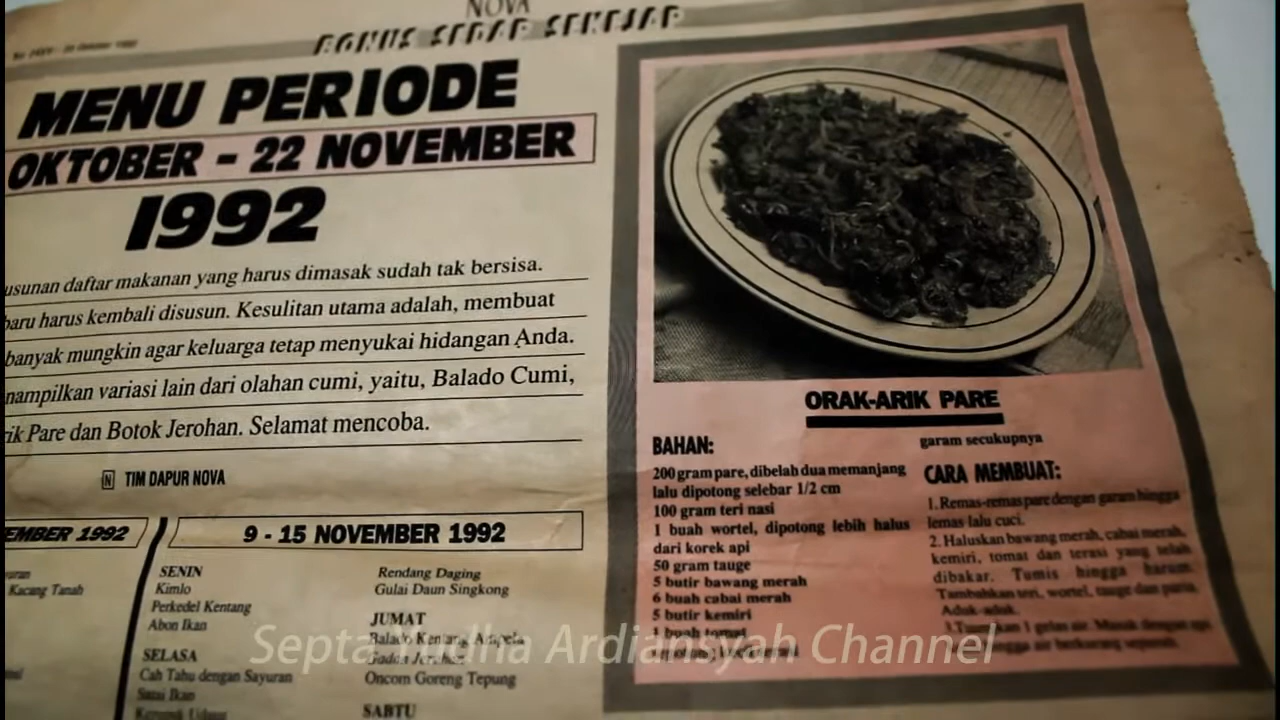 NOVA
BONUS SEDAP SEKEJAP
MENU PERIODE
OKTOBER - 22 NOVEMBER
1992
usunan daftar makanan yang harus dimasak sudah tak bersisa.
baru harus kembali disusun. Kesulitan utama adalah, membuat
banyak mungkin agar keluarga tetap menyukai hidangan Anda.
nampilkan variasi lain dari olahan cumi, yaitu, Balado Cumi,
rik Pare dan Botok Jerohan. Selamat mencoba.
N TIM DAPUR NOVA
EMBER 1992
Kacang Tanah
9 - 15 NOVEMBER 1992
SENIN
Kimlo
Perkedel Kentang
Abon Ikan
SELASA
Cah Tahu dengan Sayuran
Satai Ikan
Kerupuk Udang
Rendang Daging
Gulai Daun Singkong
JUMAT
Balado Kentang Ampela
Gadon Jerohan
Oncom Goreng Tepung
SABTU
ORAK-ARIK PARE
BAHAN:
200 gram pare, dibelah dua memanjang
lalu dipotong selebar 1/2 cm
100 gram teri nasi
1 buah wortel, dipotong lebih halus
dari korek api
50 gram tauge
5 butir bawang merah
6 buah cabai merah
5 butir kemiri
1 buah tomat
garam secukupnya
CARA MEMBUAT:
1. Remas-remas pare dengan garam hingga
lemas lalu cuci.
2. Haluskan bawang merah, cabai merah,
kemiri, tomat dan terasi yang telah
dibakar. Tumis hingga harum.
Tambahkan teri, wortel, tauge dan paria.
Aduk-aduk.
3. Tuangkan 1 gelas air. Masak dengan api
hingga air berkurang separuh.
Septa Yudha Ardiansyah Channel